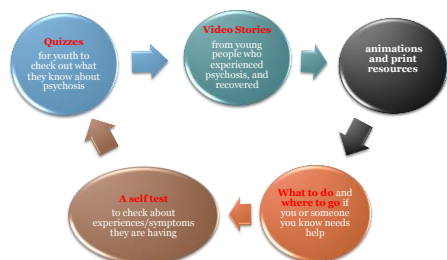 Quizzes
for youth to
check out what
they know about
psychosis
Video Stories
from young
people who
experienced
psychosis, and
recovered
animations
and print
resources
What to do and
where to go if
you or someone
you know needs
help
A self test
to check about
experiences/symptoms
they are having